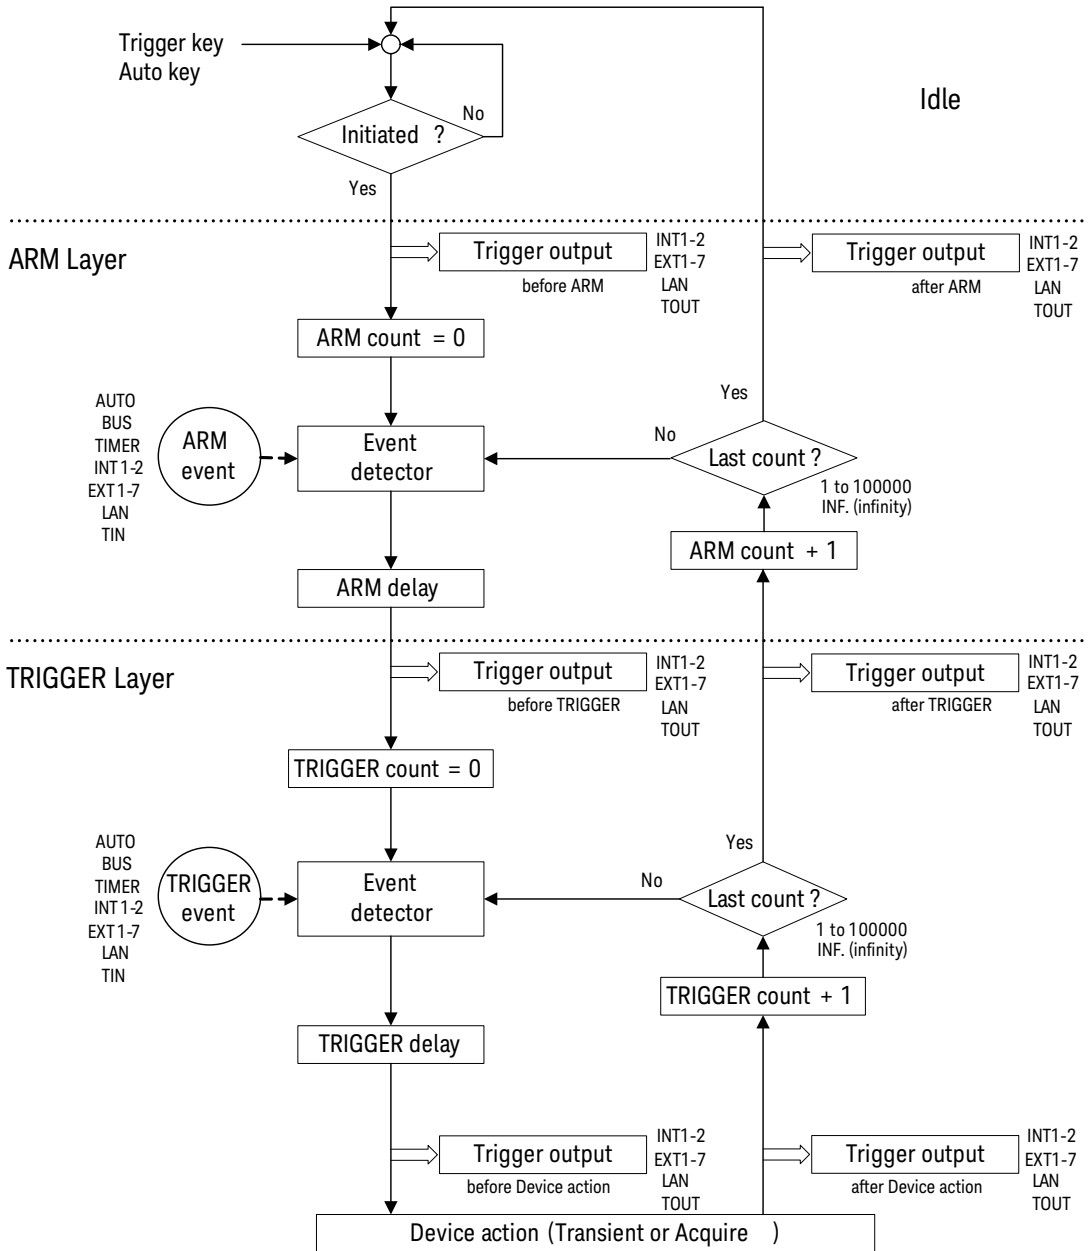 Trigger key
Auto key
Idle
No
Initiated ?
Yes
ARM Layer
Trigger output
before ARM
INT1-2
EXT1-7
LAN
TOUT
Trigger output
after ARM
INT1-2
EXT1-7
LAN
TOUT
ARM count = 0
AUTO
BUS
TIMER
INT1-2
EXT1-7
LAN
TIN
ARM
event
Event
detector
Yes
No
Last count ?
1 to 100000
INF. (infinity)
ARM count + 1
ARM delay
TRIGGER Layer
Trigger output
before TRIGGER
INT1-2
EXT1-7
LAN
TOUT
Trigger output
after TRIGGER
INT1-2
EXT1-7
LAN
TOUT
TRIGGER count = 0
AUTO
BUS
TIMER
INT1-2
EXT1-7
LAN
TIN
TRIGGER
event
Event
detector
Yes
No
Last count ?
1 to 100000
INF. (infinity)
TRIGGER count + 1
TRIGGER delay
Trigger output
before Device action
INT1-2
EXT1-7
LAN
TOUT
Trigger output
after Device action
INT1-2
EXT1-7
LAN
TOUT
Device action (Transient or Acquire )